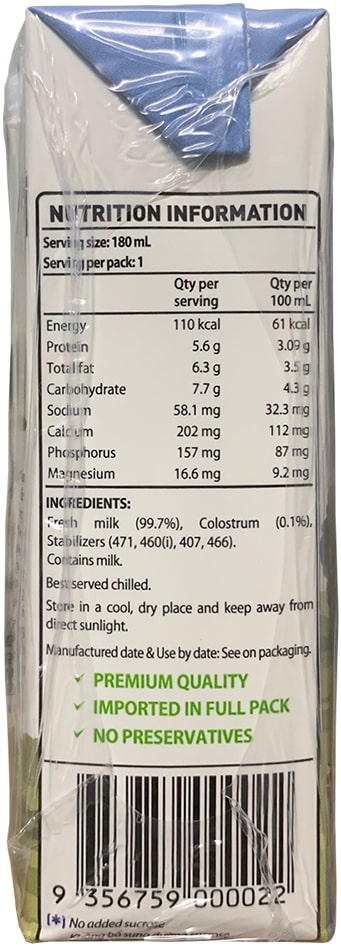 NUTRITION INFORMATION
Serving size: 180 mL
Serving per pack: 1
Qty per serving Qty per 100 mL
Energy 110 kcal 61 kcal
Protein 5.6 g 3.09 g
Total fat 6.3 g 3.5 g
Carbohydrate 7.7 g 4.3 g
Sodium 58.1 mg 32.3 mg
Calcium 202 mg 112 mg
Phosphorus 157 mg 87 mg
Magnesium 16.6 mg 9.2 mg
INGREDIENTS:
Fresh milk (99.7%), Colostrum (0.1%),
Stabilizers (471, 460(i), 407, 466).
Contains milk.
Best served chilled.
Store in a cool, dry place and keep away from
direct sunlight.
Manufactured date & Use by date: See on packaging.
✓ PREMIUM QUALITY
✓ IMPORTED IN FULL PACK
✓ NO PRESERVATIVES
9 356759 000022
(*) No added sucrose